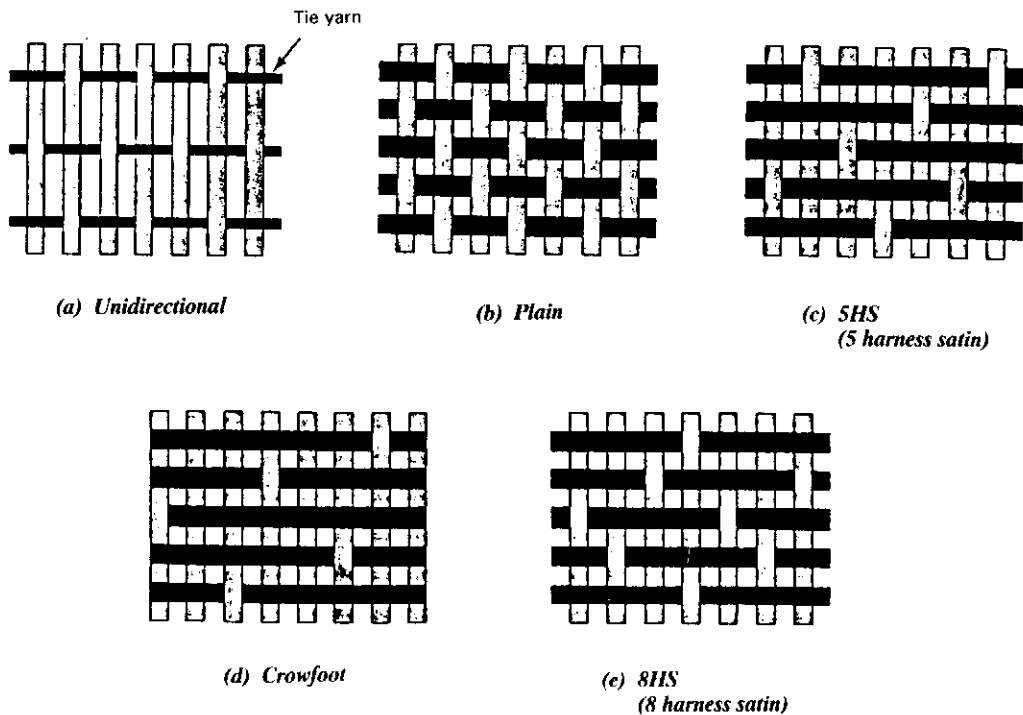 Tie yarn
(a) Unidirectional
(b) Plain
(c) 5HS
(5 harness satin)
(d) Crowfoot
(e) 8HS
(8 harness satin)